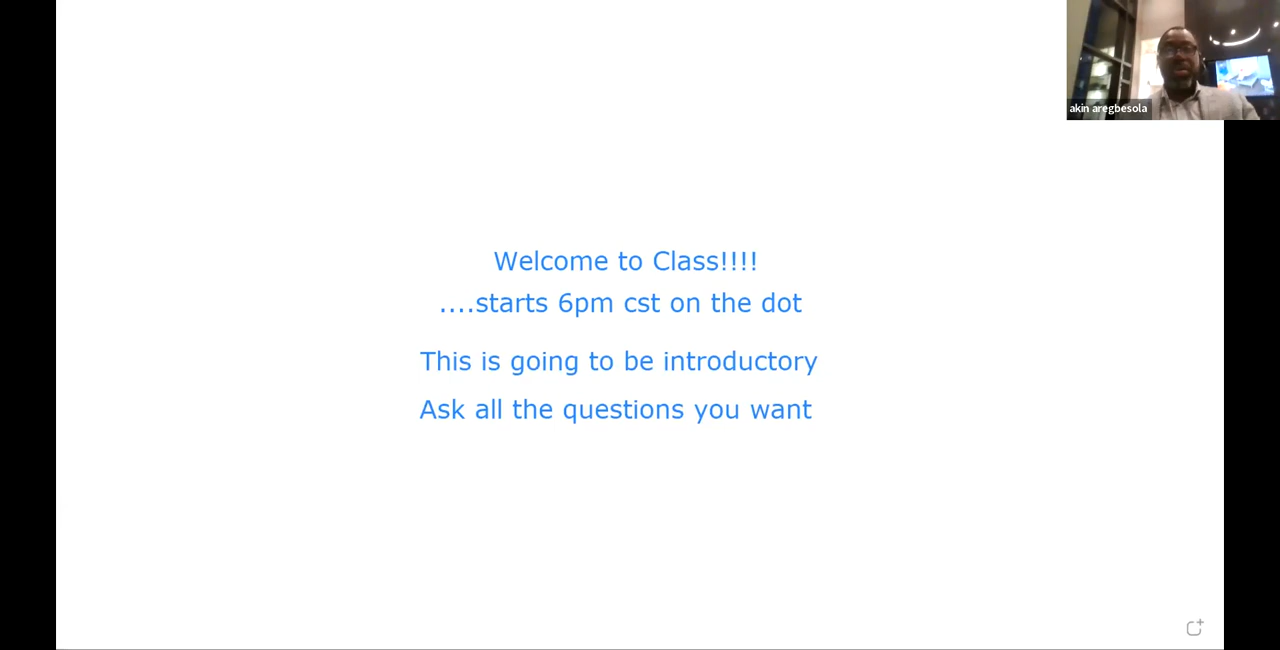 akin aregbesola
Welcome to Class!!!!
....starts 6pm cst on the dot
This is going to be introductory
Ask all the questions you want